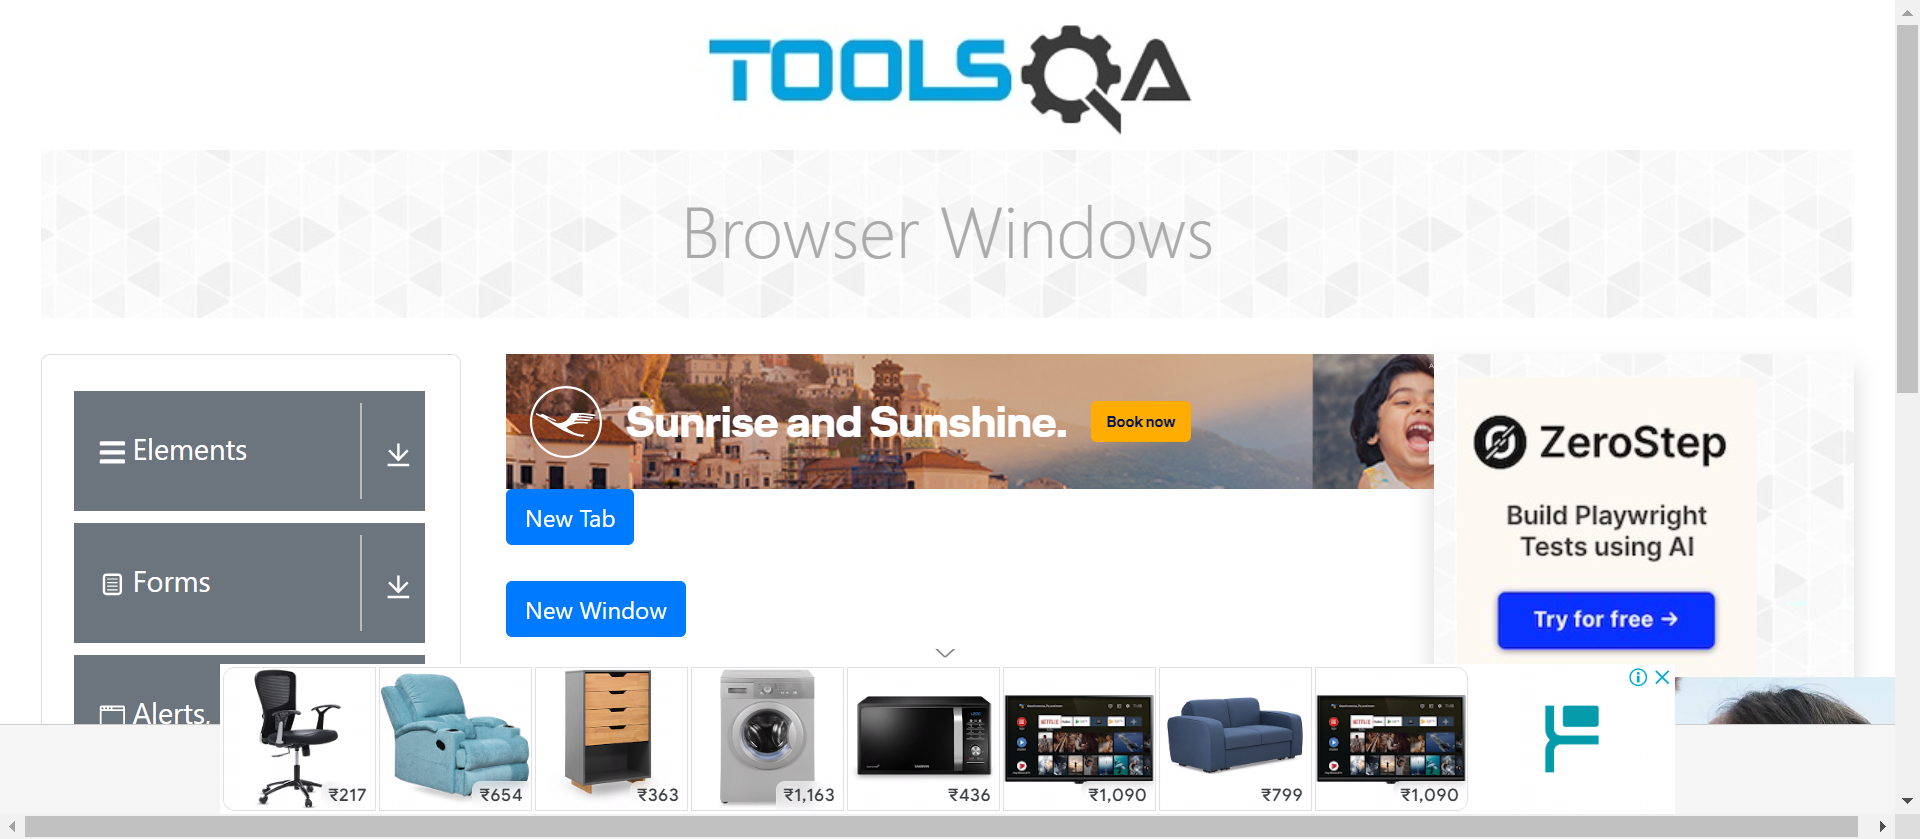 TOOLSQA
Browser Windows
Elements
Forms
Alerts,
Sunrise and Sunshine.
Book now
New Tab
New Window
ZeroStep
Build Playwright
Tests using AI
Try for free →
₹217
₹654
₹363
₹1,163
₹436
₹1,090
₹799
₹1,090